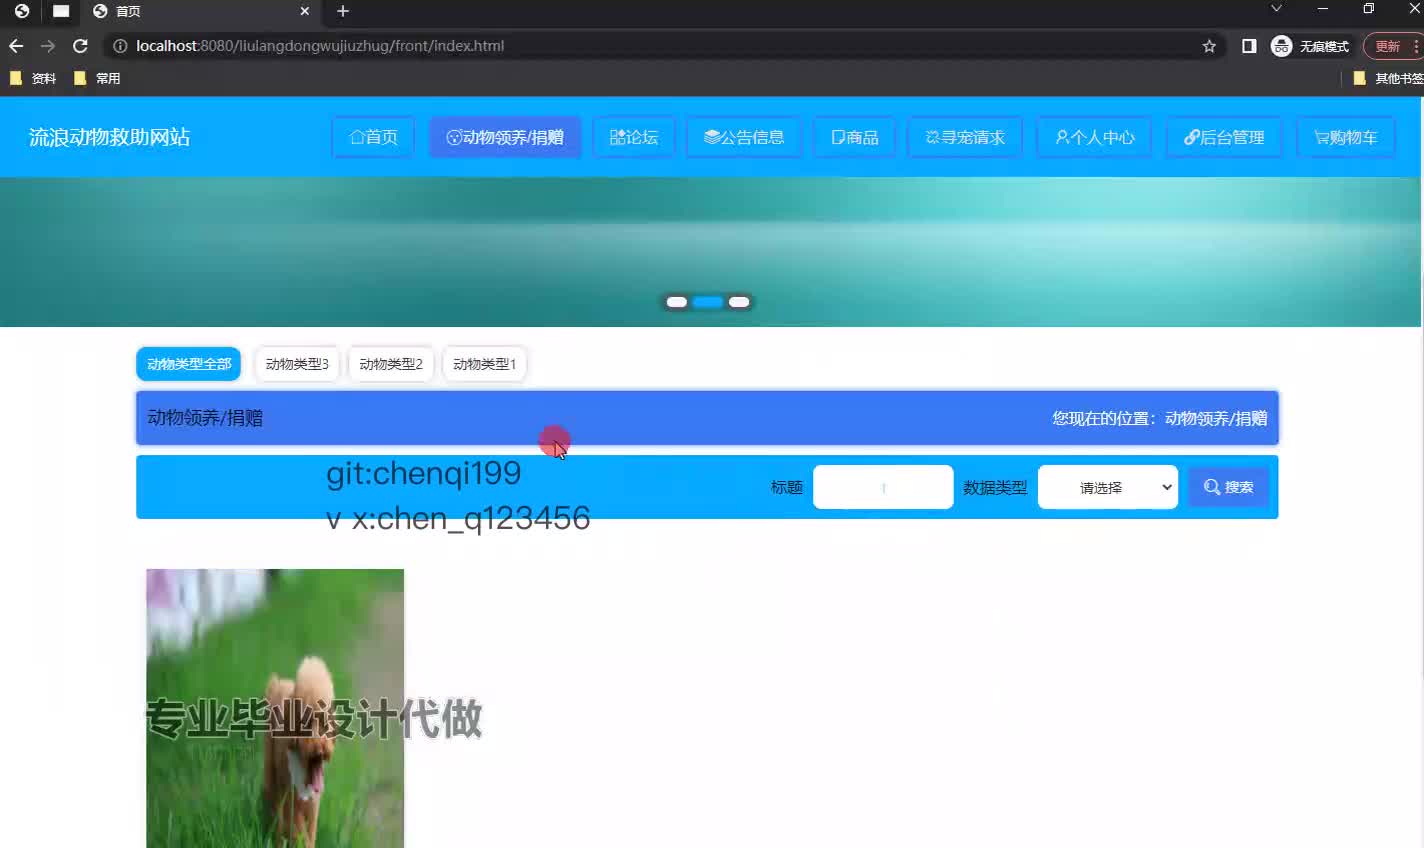 首页
localhost:8080/liulangdongwujiuzhug/front/index.html
无痕模式
更新
资料
常用
其他书签
流浪动物救助网站
首页
动物领养/捐赠
论坛
公告信息
商品
寻宠请求
个人中心
后台管理
购物车
动物类型全部
动物类型3
动物类型2
动物类型1
动物领养/捐赠
您现在的位置：动物领养/捐赠
git:chenqi199
标题
数据类型
请选择
搜索
v x:chen_q123456
专业毕业设计代做